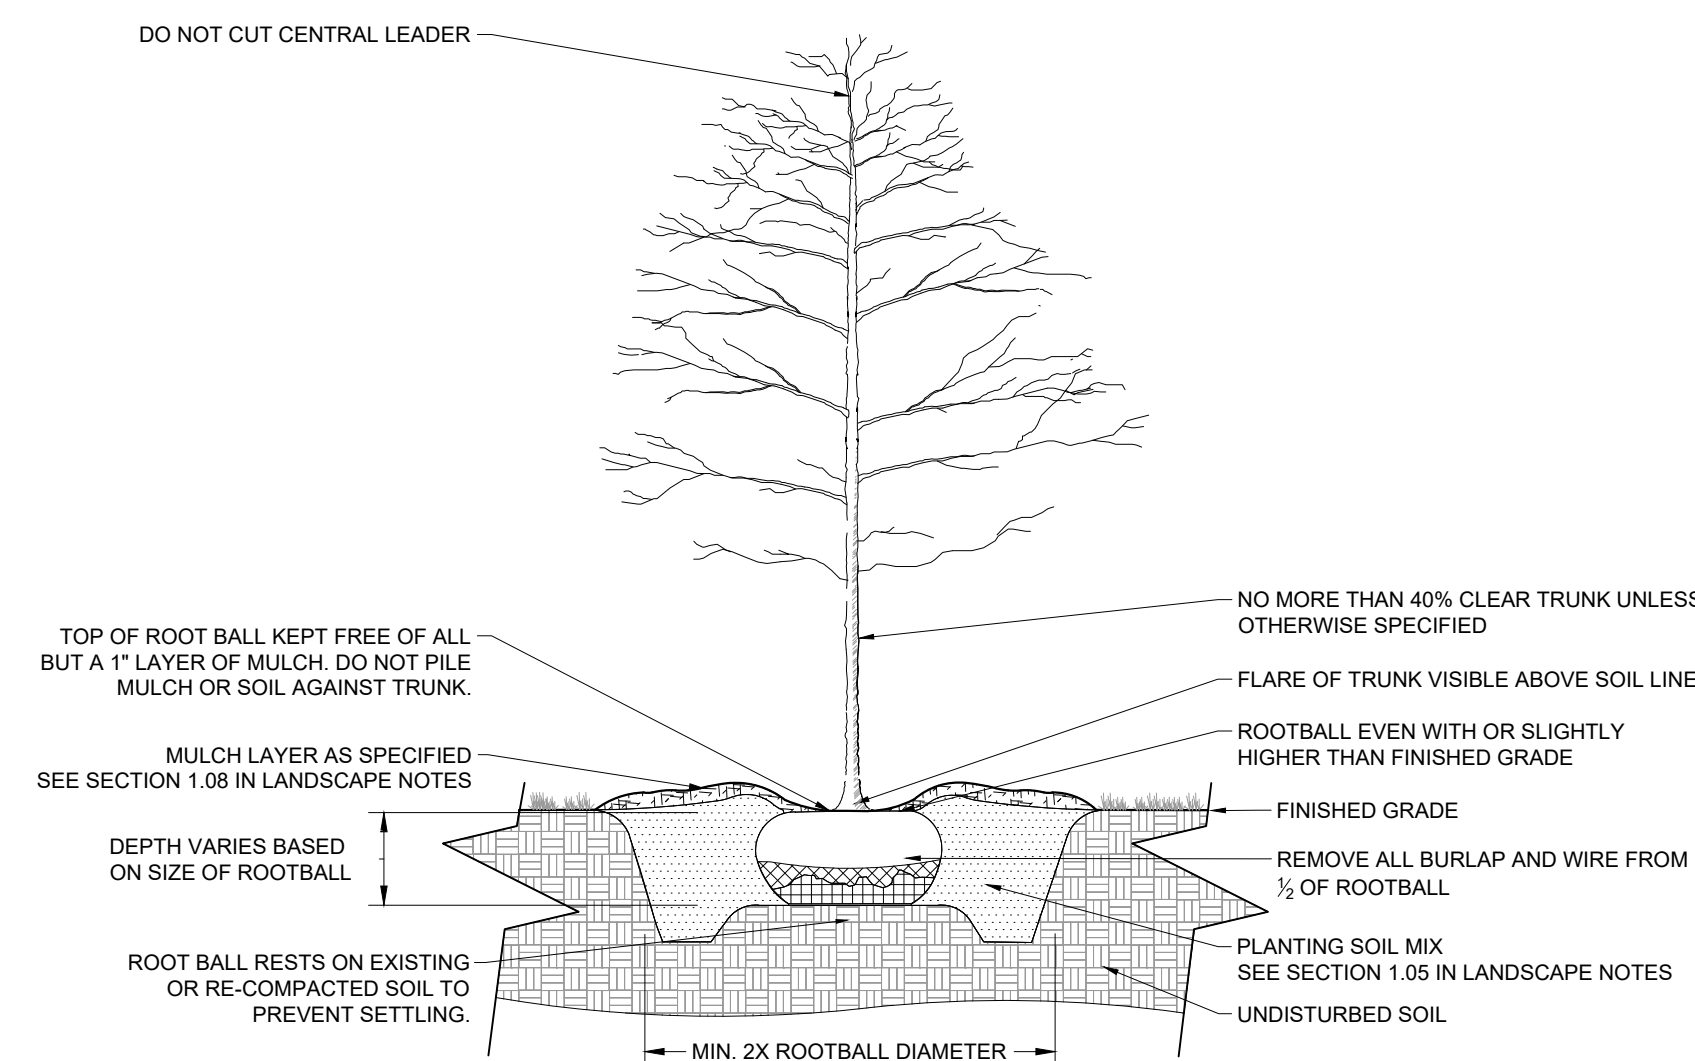 DO NOT CUT CENTRAL LEADER
NO MORE THAN 40% CLEAR TRUNK UNLESS
OTHERWISE SPECIFIED
TOP OF ROOT BALL KEPT FREE OF ALL
BUT A 1" LAYER OF MULCH. DO NOT PILE
MULCH OR SOIL AGAINST TRUNK.
FLARE OF TRUNK VISIBLE ABOVE SOIL LINE
ROOTBALL EVEN WITH OR SLIGHTLY
HIGHER THAN FINISHED GRADE
MULCH LAYER AS SPECIFIED
SEE SECTION 1.08 IN LANDSCAPE NOTES
FINISHED GRADE
DEPTH VARIES BASED
ON SIZE OF ROOTBALL
REMOVE ALL BURLAP AND WIRE FROM
½ OF ROOTBALL
PLANTING SOIL MIX
SEE SECTION 1.05 IN LANDSCAPE NOTES
ROOT BALL RESTS ON EXISTING
OR RE-COMPACTED SOIL TO
PREVENT SETTLING.
UNDISTURBED SOIL
MIN. 2X ROOTBALL DIAMETER